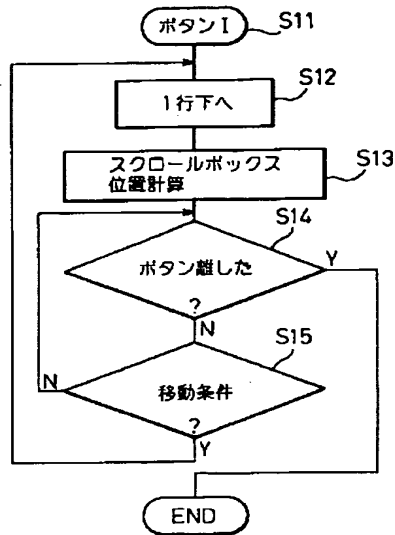 ボタンI
S11
1行下へ
S12
スクロールボックス
位置計算
S13
S14
ボタン離した
?
Y
N
S15
移動条件
?
N
Y
END